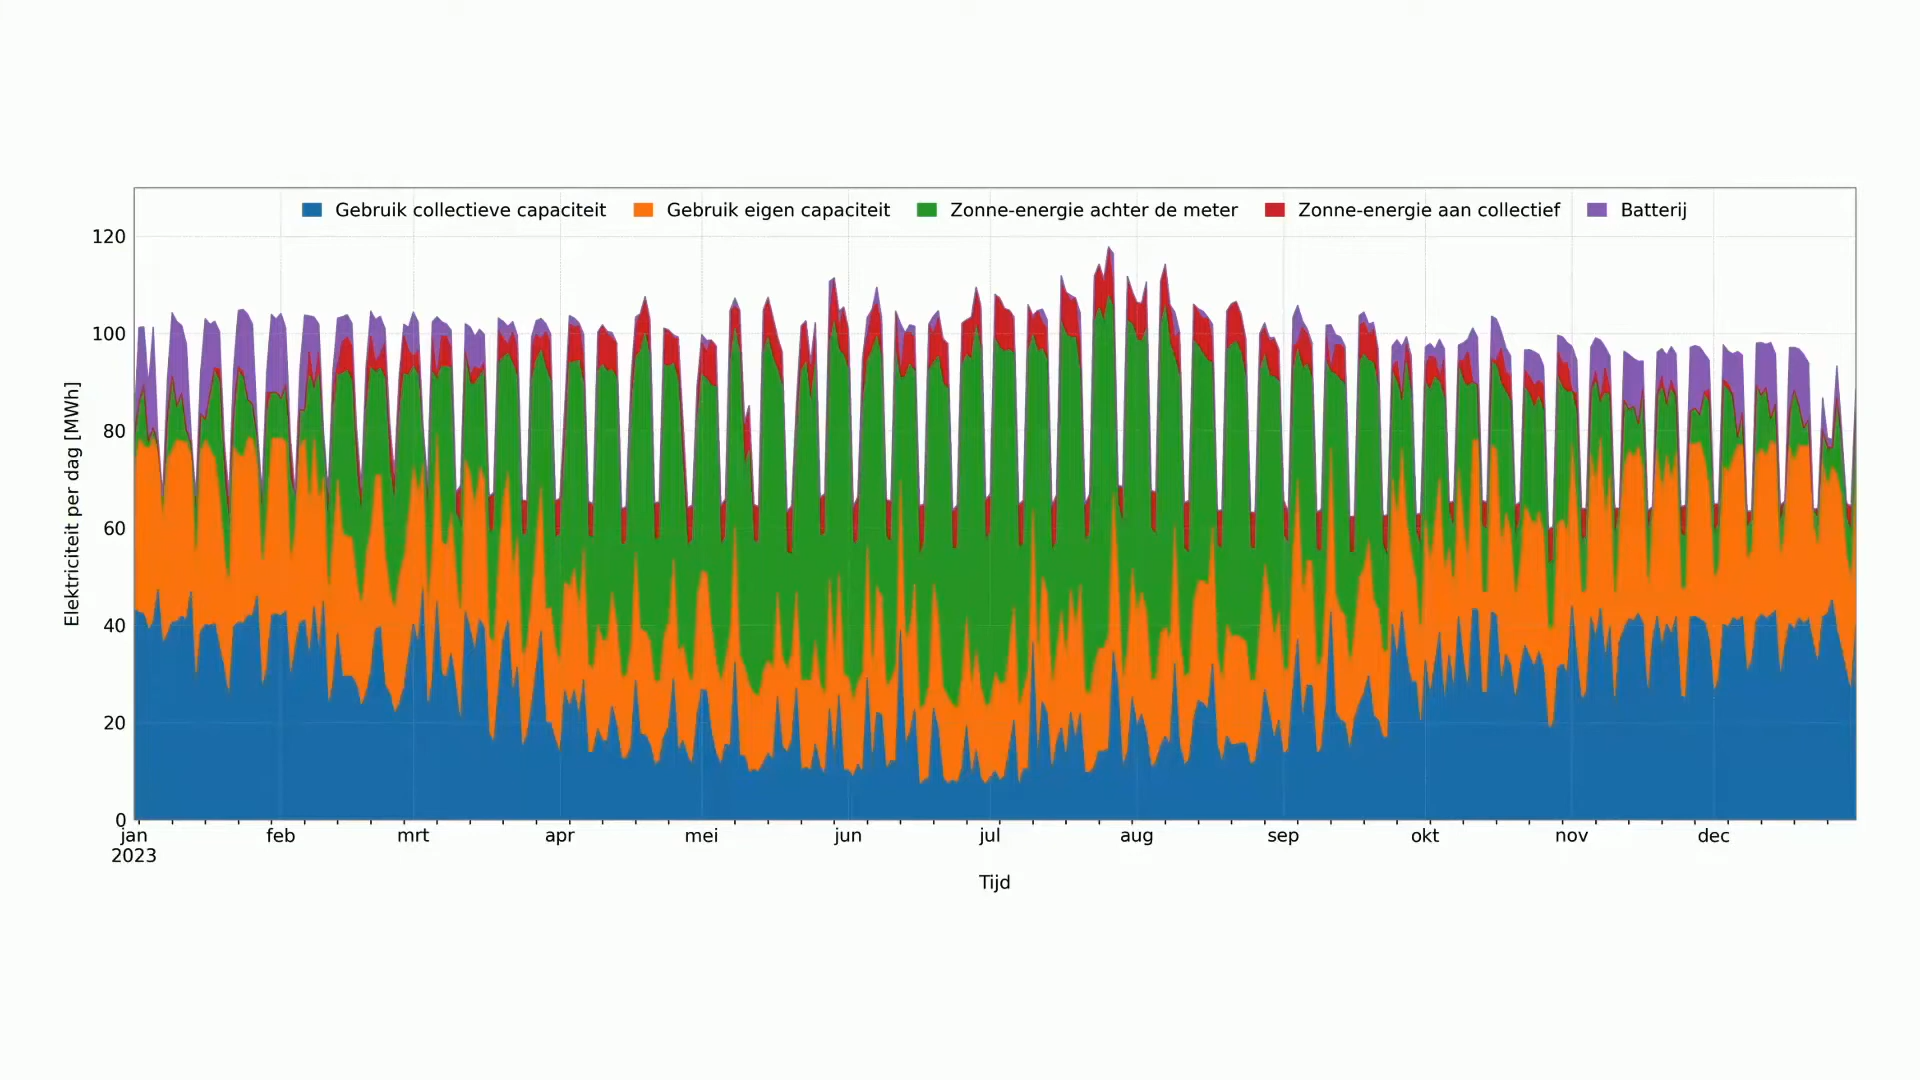 Gebruik collectieve capaciteit Gebruik eigen capaciteit Zonne-energie achter de meter Zonne-energie aan collectief Batterij
Elektriciteit per dag [MWh]
120
100
80
60
40
20
0
jan feb mrt apr mei jun jul aug sep okt nov dec
2023
Tijd